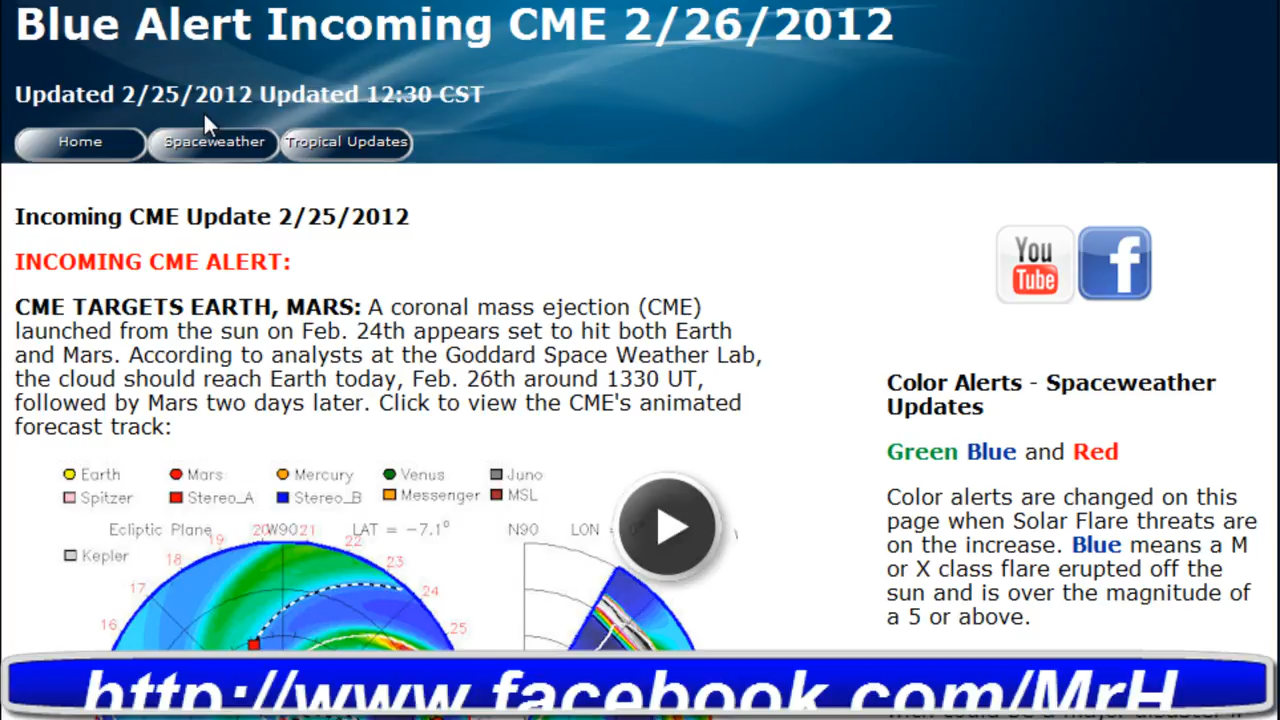 Blue Alert Incoming CME 2/26/2012
Updated 2/25/2012 Updated 12:30 CST
Home
Spaceweather
Tropical Updates
Incoming CME Update 2/25/2012
INCOMING CME ALERT:
CME TARGETS EARTH, MARS: A coronal mass ejection (CME)
launched from the sun on Feb. 24th appears set to hit both Earth
and Mars. According to analysts at the Goddard Space Weather Lab,
the cloud should reach Earth today, Feb. 26th around 1330 UT,
followed by Mars two days later. Click to view the CME's animated
forecast track:
Earth Mars Mercury Venus Juno
Spitzer Stereo_A Stereo_B Messenger MSL
Ecliptic Plane LAT = −7.1° N90 LON =
Kepler
W90
16
17
18
19
20
21
22
23
24
25
You
Tube
f
Color Alerts - Spaceweather
Updates
Green Blue and Red
Color alerts are changed on this
page when Solar Flare threats are
on the increase. Blue means a M
or X class flare erupted off the
sun and is over the magnitude of
a 5 or above.
http://www.facebook.com/MrH